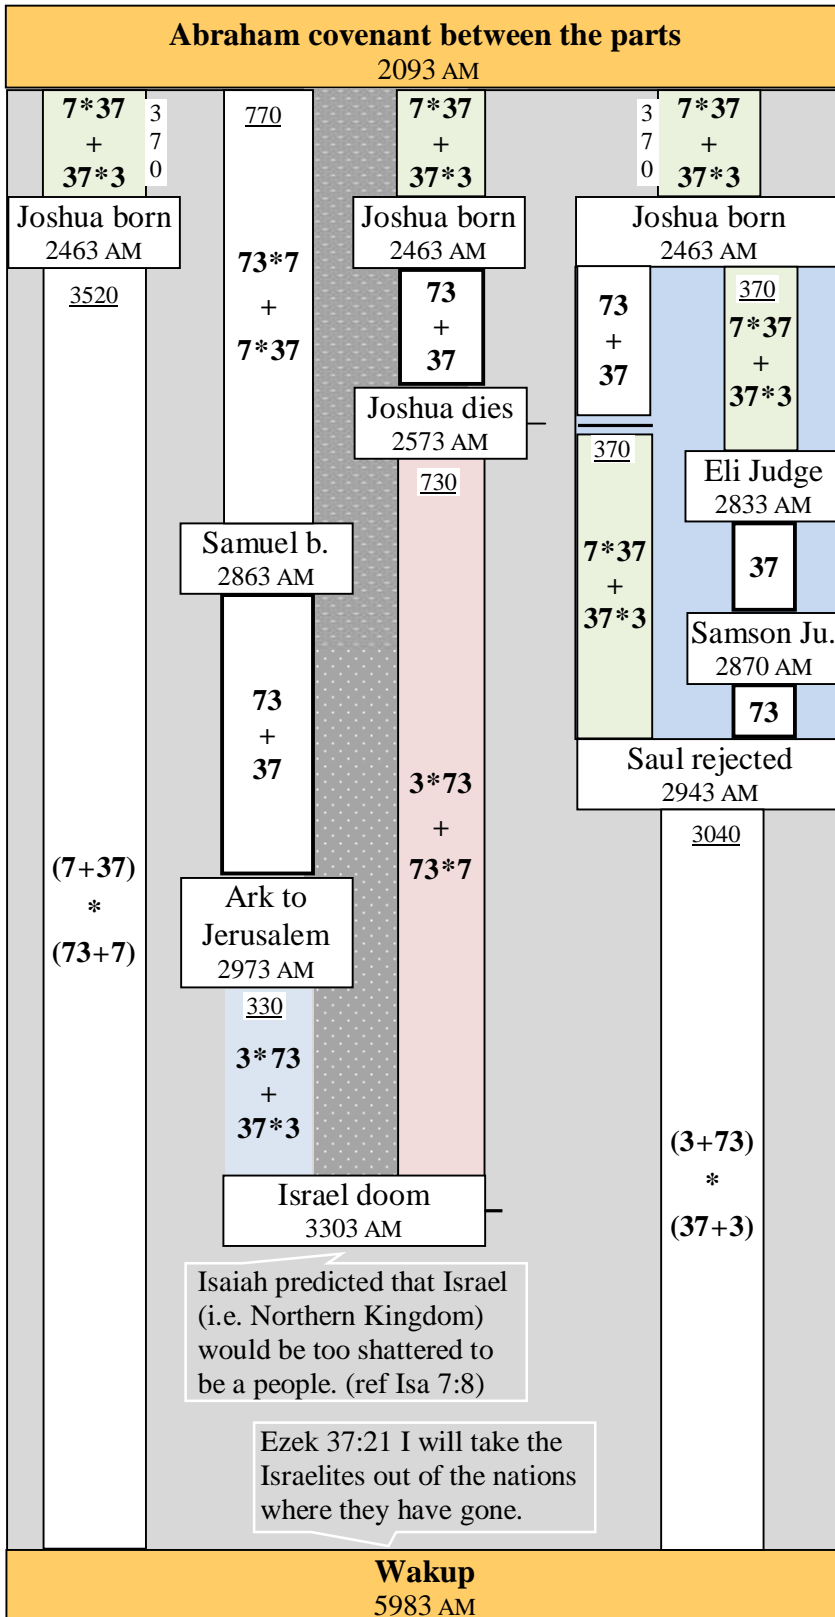 Abraham covenant between the parts
2093 AM
7*37
+
37*3
3
7
0
Joshua born
2463 AM
3520
(7+37)
*
(73+7)
770
73*7
+
7*37
Samuel b.
2863 AM
73
+
37
Ark to
Jerusalem
2973 AM
330
3*73
+
37*3
7*37
+
37*3
Joshua born
2463 AM
73
+
37
Joshua dies
2573 AM
730
3*73
+
73*7
Israel doom
3303 AM
3
7
0
7*37
+
37*3
Joshua born
2463 AM
73
+
37
370
7*37
+
37*3
370
7*37
+
37*3
Eli Judge
2833 AM
37
Samson Ju.
2870 AM
73
Saul rejected
2943 AM
3040
(3+73)
*
(37+3)
Isaiah predicted that Israel
(i.e. Northern Kingdom)
would be too shattered to
be a people. (ref Isa 7:8)
Ezek 37:21 I will take the
Israelites out of the nations
where they have gone.
Wakup
5983 AM